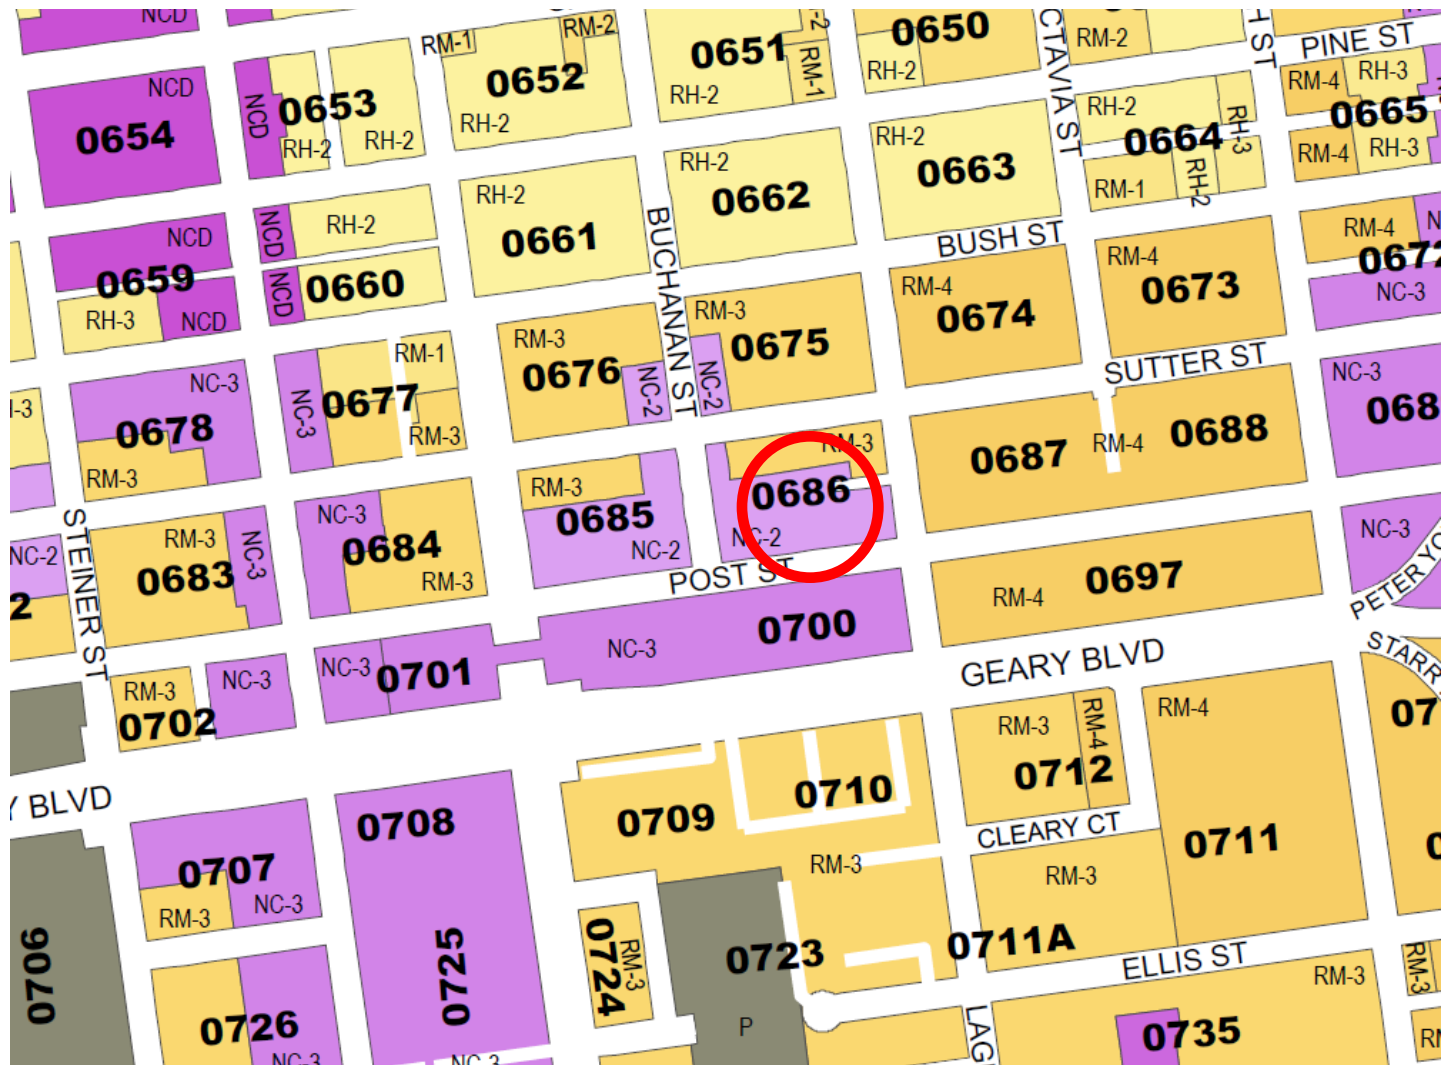 NCD
RM-1
RM-2
-2
0650
RM-2
PINE ST
NCD
0652
0651
RM-1
RH-2
RM-4
RH-3
0654
NCD
0653
RH-2
RH-2
RH-2
RH-2
RH-2
RH-3
0665
0664
RH-2
0663
RM-4
RH-3
RH-2
RH-2
0662
RM-1
RH-2
NCD
NCD
RH-2
0661
BUCHANAN ST
BUSH ST
RM-4
0659
NCD
0660
RM-4
RM-4
0673
NC-3
RH-3
NCD
RM-3
RM-3
0674
0675
NC-3
NC-3
0677
RM-1
0676
NC-2
NC-2
SUTTER ST
NC-3
0678
RM-3
RM-3
RM-3
0687
RM-4
0688
RM-3
0686
NC-2
STEINER ST
RM-3
NC-3
NC-3
0684
RM-3
0685
NC-2
NC-3
NC-2
0683
POST ST
RM-4
0697
0700
NC-3
NC-3
0701
GEARY BLVD
RM-3
0702
NC-3
RM-3
RM-4
RM-4
0712
BLVD
0708
0709
0710
CLEARY CT
0711
0707
RM-3
RM-3
RM-3
NC-3
0706
0725
0724
RM-3
0723
0711A
ELLIS ST
RM-3
RM-3
0726
P
0735
NC-3
NC-3